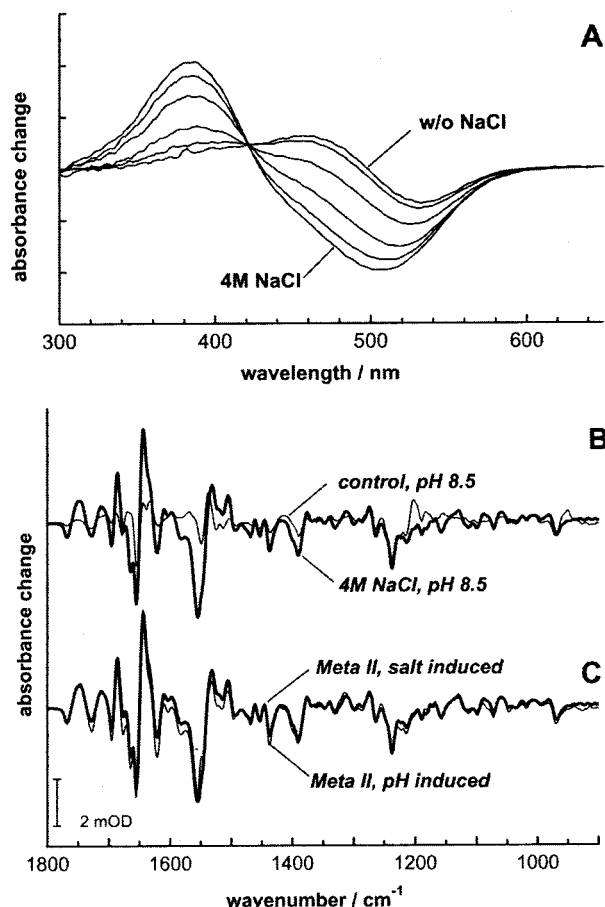 A
absorbance change
w/o NaCl
4M NaCl
300
400
500
600
wavelength / nm
B
control, pH 8.5
4M NaCl, pH 8.5
C
absorbance change
Meta II, salt induced
Meta II, pH induced
2 mOD
1800
1600
1400
1200
1000
wavenumber / cm⁻¹